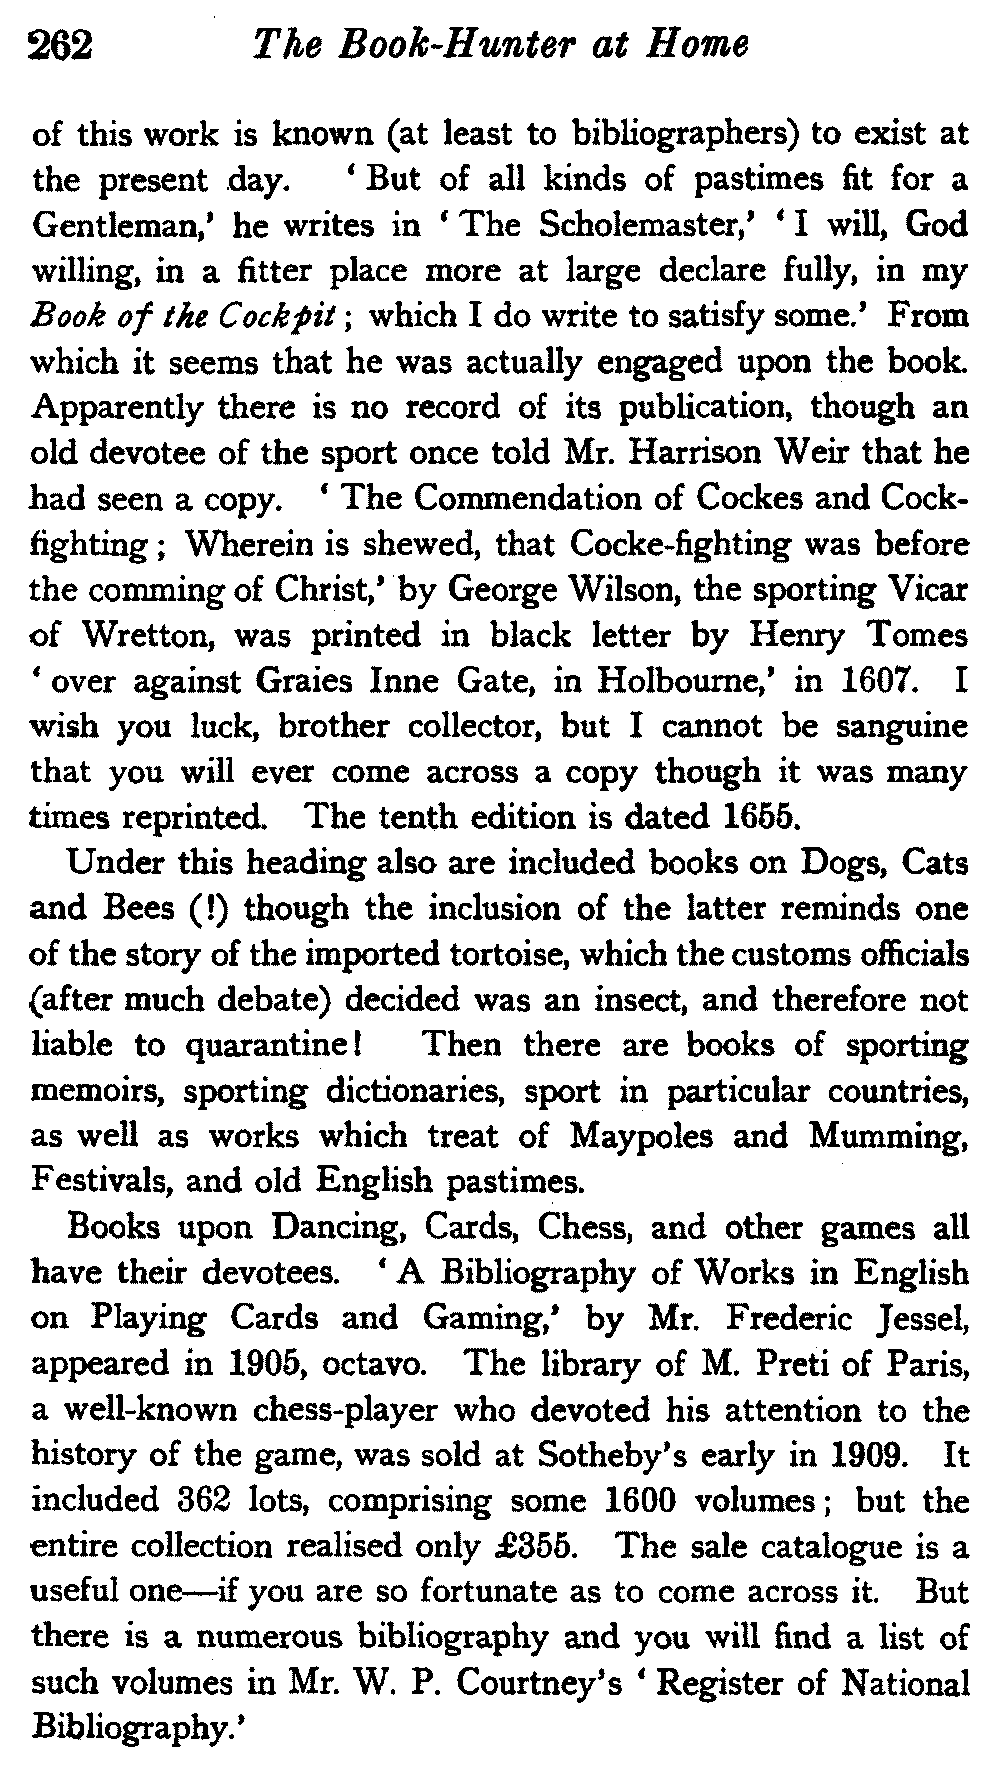 262 The Book-Hunter at Home
of this work is known (at least to bibliographers) to exist at
the present day. ‘ But of all kinds of pastimes fit for a
Gentleman,’ he writes in ‘ The Scholemaster,’ ‘ I will, God
willing, in a fitter place more at large declare fully, in my
Book of the Cockpit ; which I do write to satisfy some.’ From
which it seems that he was actually engaged upon the book.
Apparently there is no record of its publication, though an
old devotee of the sport once told Mr. Harrison Weir that he
had seen a copy. ‘ The Commendation of Cockes and Cock-
fighting ; Wherein is shewed, that Cocke-fighting was before
the comming of Christ,’ by George Wilson, the sporting Vicar
of Wretton, was printed in black letter by Henry Tomes
‘ over against Graies Inne Gate, in Holbourne,’ in 1607. I
wish you luck, brother collector, but I cannot be sanguine
that you will ever come across a copy though it was many
times reprinted. The tenth edition is dated 1655.
Under this heading also are included books on Dogs, Cats
and Bees (!) though the inclusion of the latter reminds one
of the story of the imported tortoise, which the customs officials
(after much debate) decided was an insect, and therefore not
liable to quarantine! Then there are books of sporting
memoirs, sporting dictionaries, sport in particular countries,
as well as works which treat of Maypoles and Mumming,
Festivals, and old English pastimes.
Books upon Dancing, Cards, Chess, and other games all
have their devotees. ‘ A Bibliography of Works in English
on Playing Cards and Gaming,’ by Mr. Frederic Jessel,
appeared in 1905, octavo. The library of M. Preti of Paris,
a well-known chess-player who devoted his attention to the
history of the game, was sold at Sotheby’s early in 1909. It
included 362 lots, comprising some 1600 volumes ; but the
entire collection realised only £355. The sale catalogue is a
useful one—if you are so fortunate as to come across it. But
there is a numerous bibliography and you will find a list of
such volumes in Mr. W. P. Courtney’s ‘ Register of National
Bibliography.’